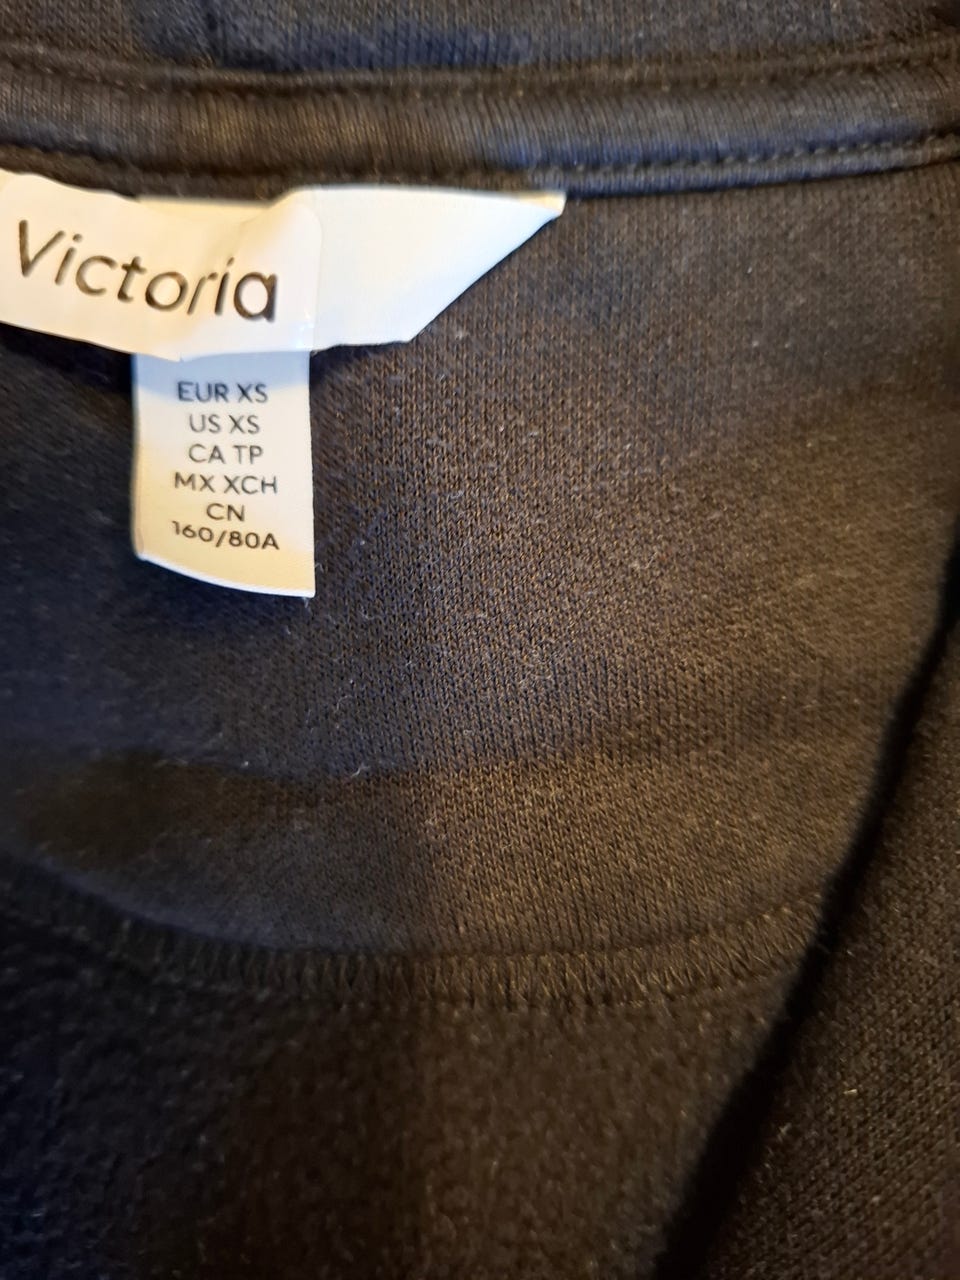 Victoria
EUR XS
US XS
CA TP
MX XCH
CN
160/80A